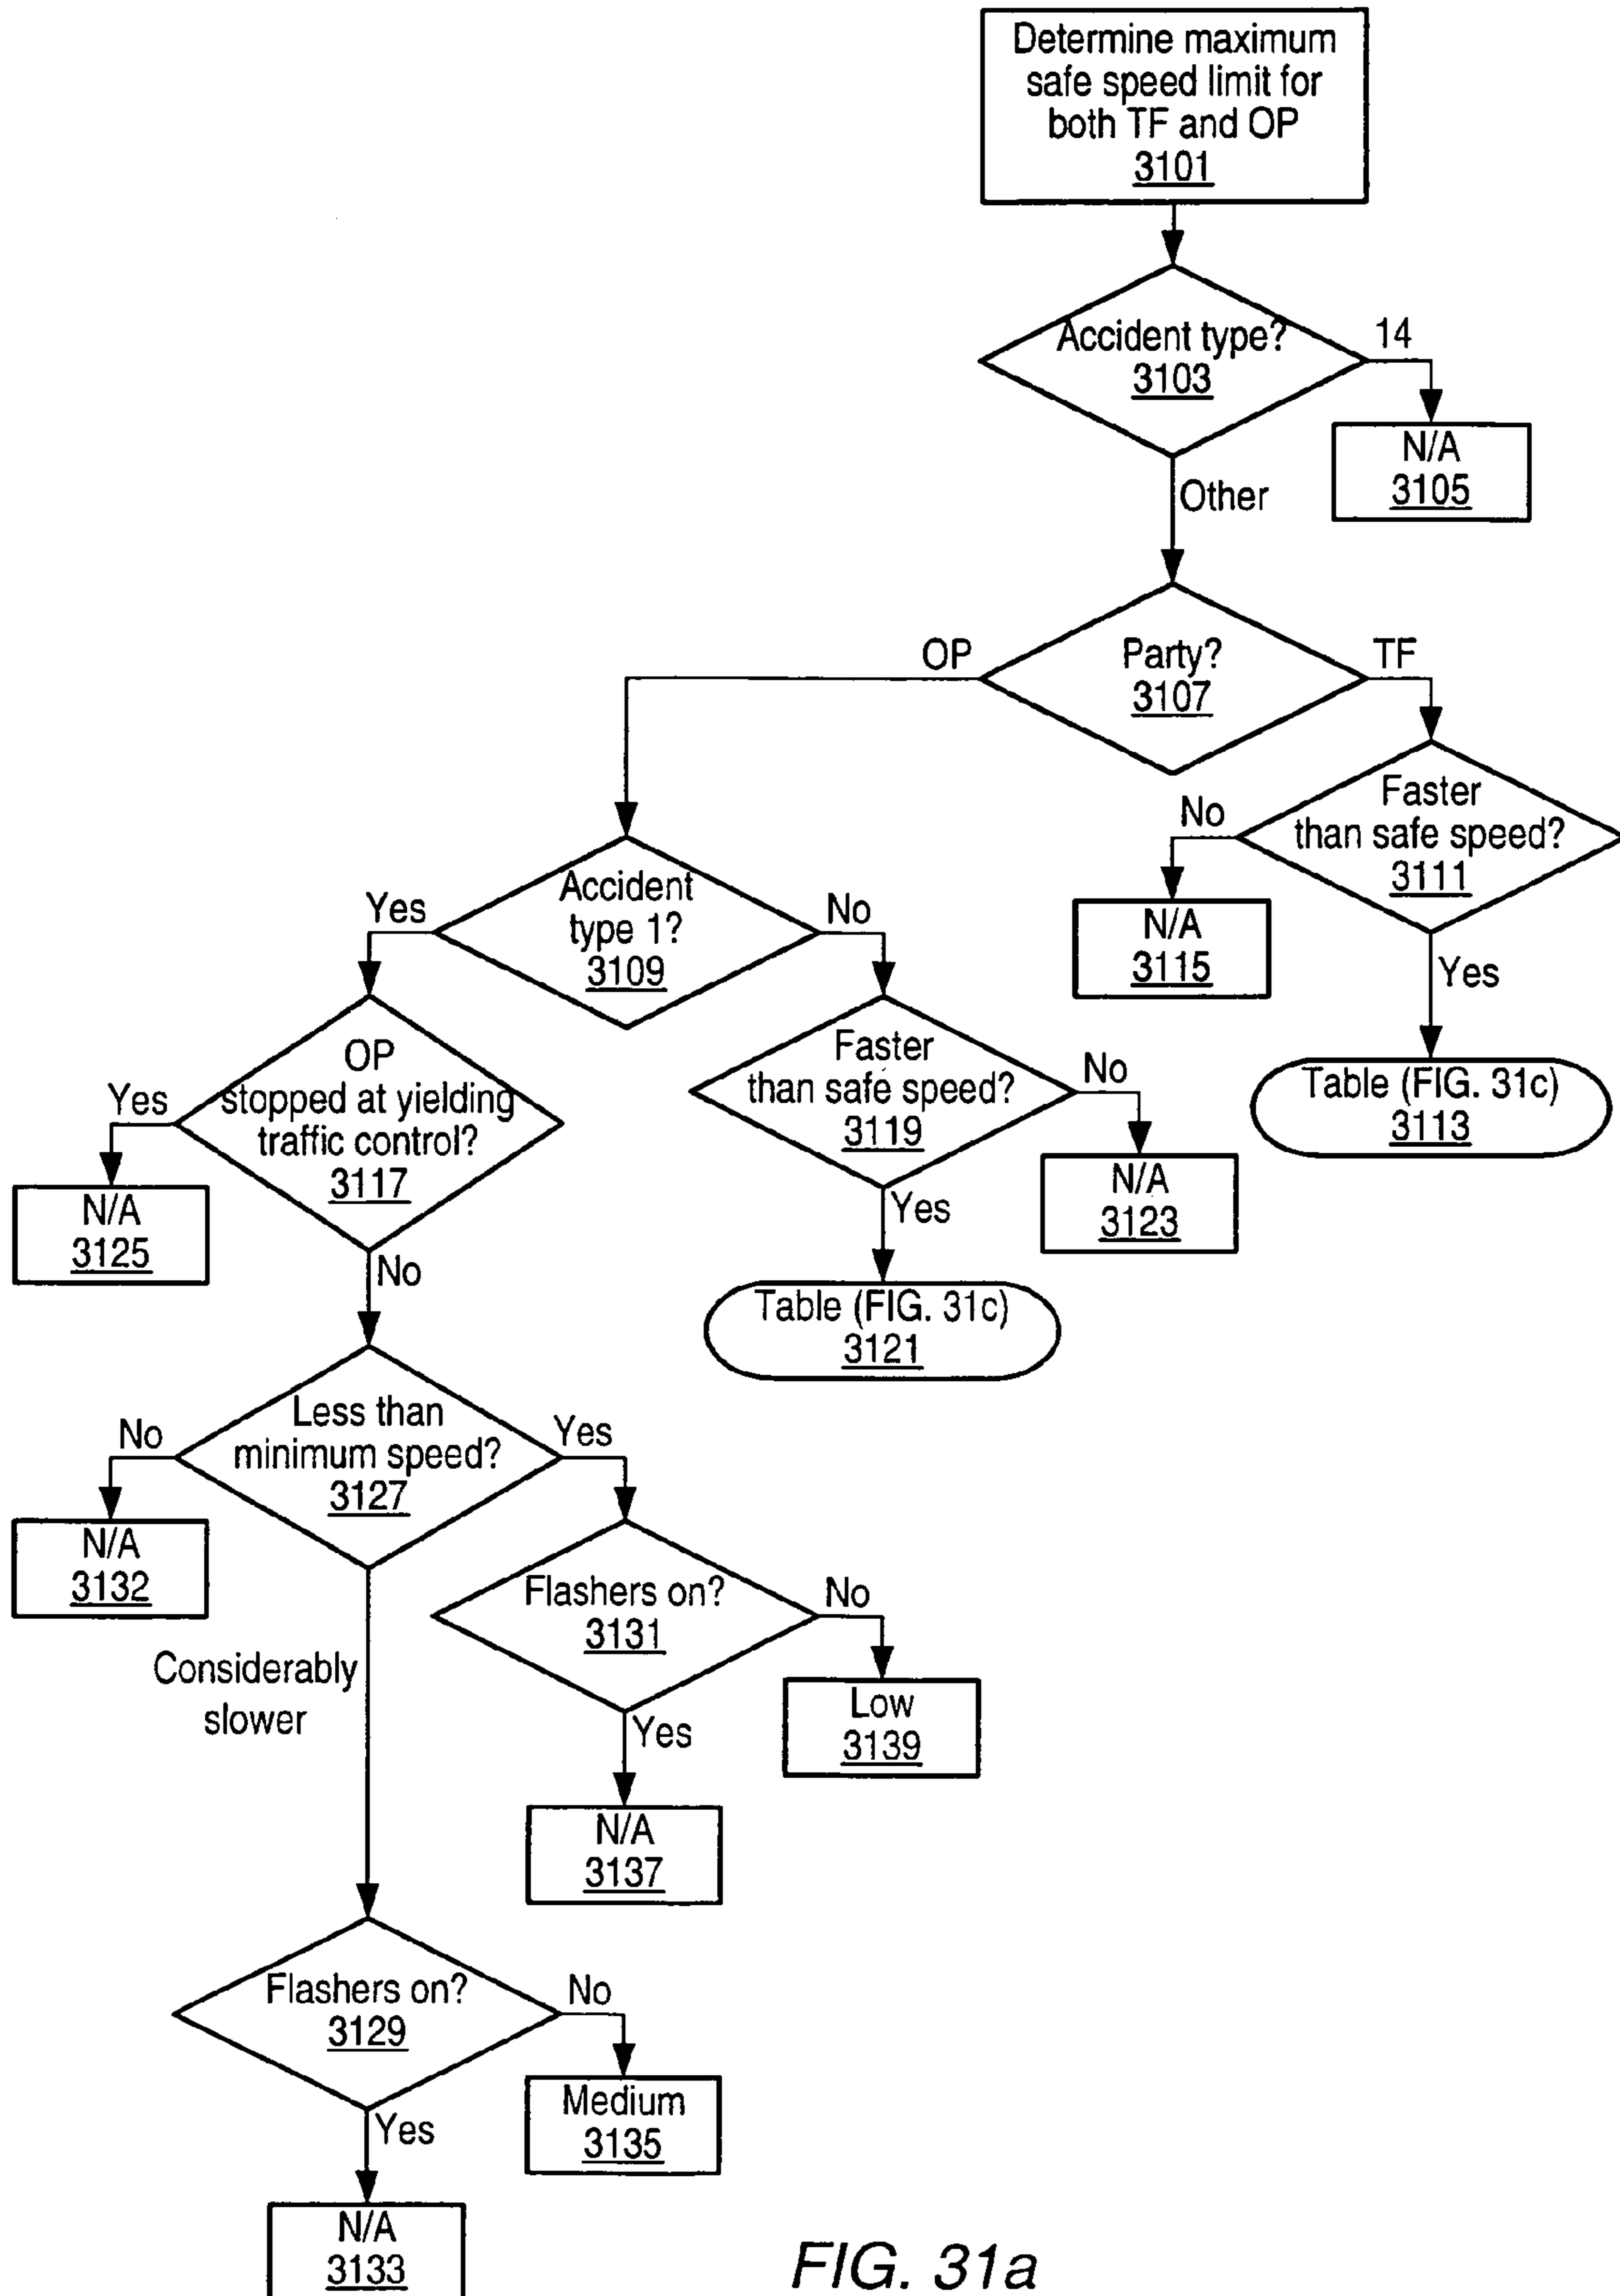 Determine maximum
safe speed limit for
both TF and OP
3101
Accident type?
3103
14
N/A
3105
Other
Party?
3107
OP
TF
Faster
than safe speed?
3111
No
N/A
3115
Yes
Table (FIG. 31c)
3113
Accident
type 1?
3109
Yes
No
OP
stopped at yielding
traffic control?
3117
Yes
N/A
3125
No
Faster
than safe speed?
3119
No
N/A
3123
Yes
Table (FIG. 31c)
3121
Less than
minimum speed?
3127
No
N/A
3132
Yes
Flashers on?
3131
No
Low
3139
Yes
N/A
3137
Considerably
slower
Flashers on?
3129
No
Medium
3135
Yes
N/A
3133
FIG. 31a